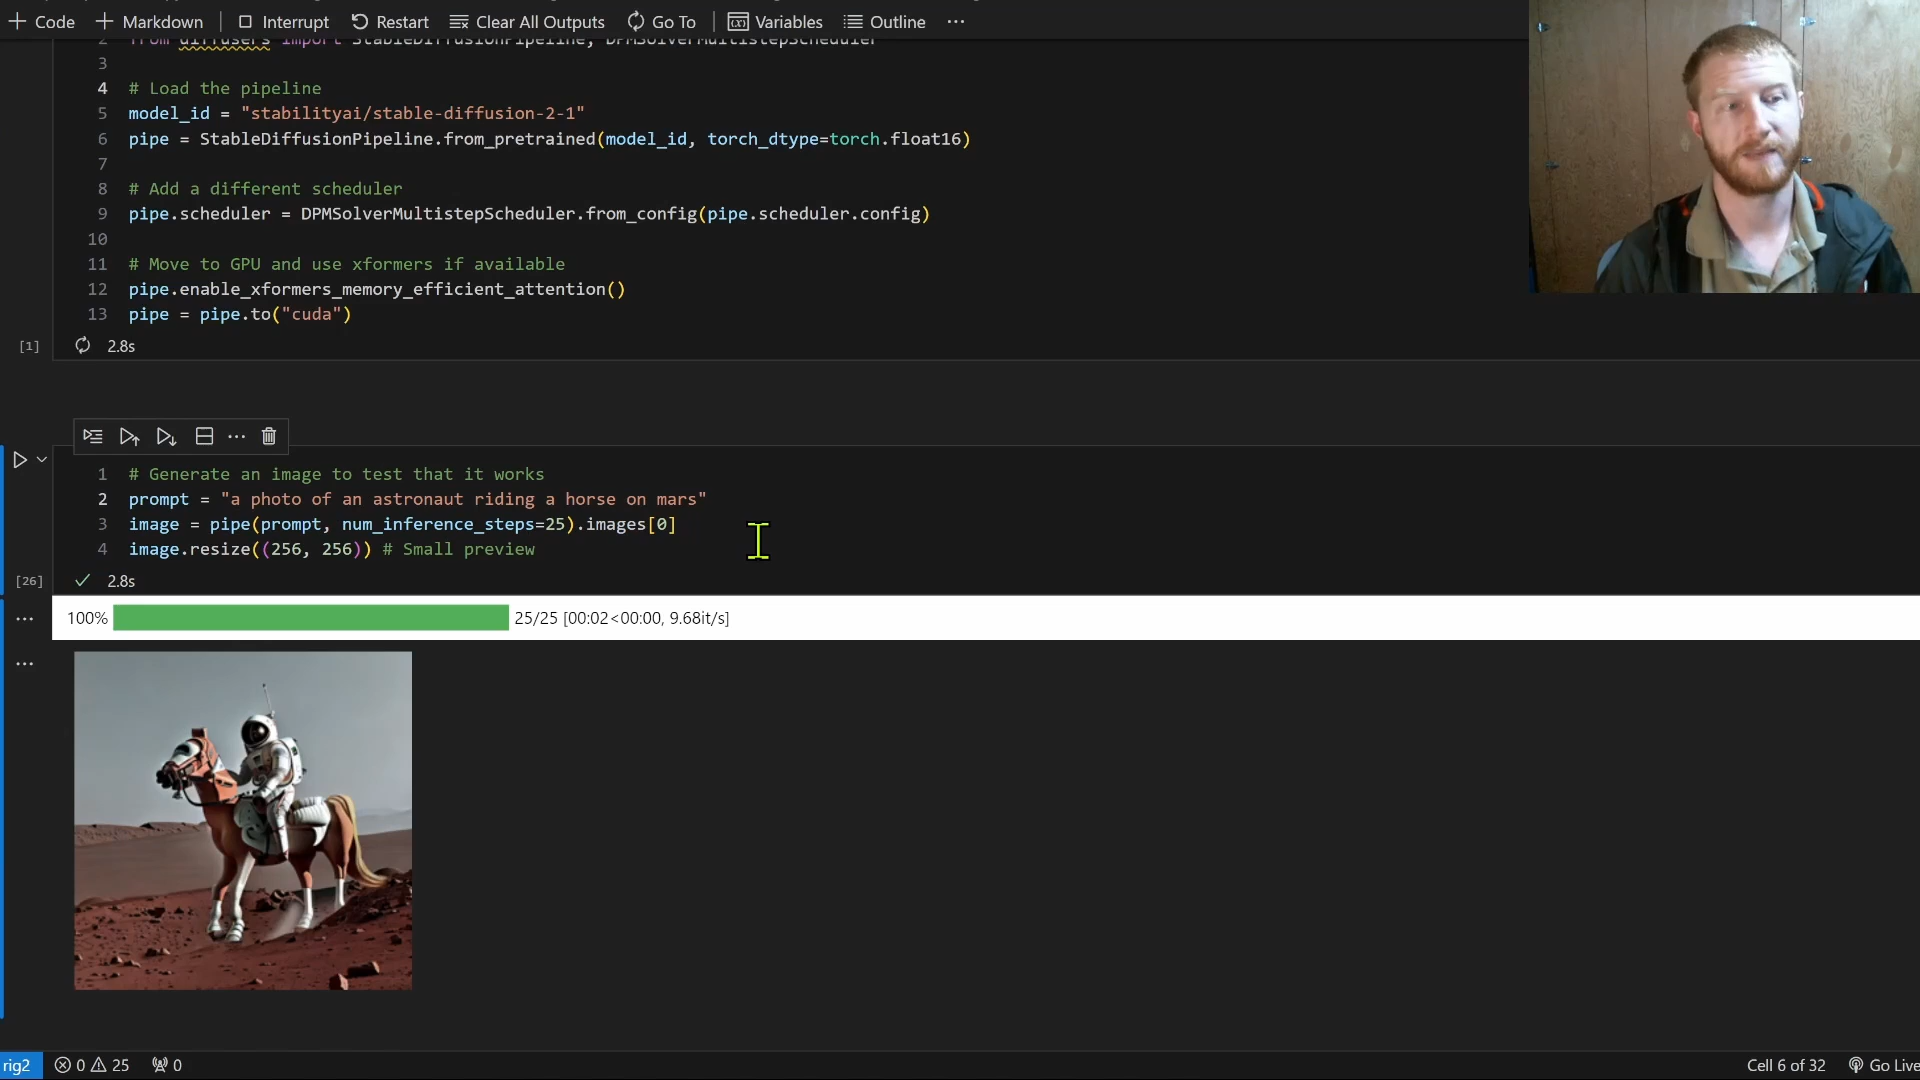 Code Markdown Interrupt Restart Clear All Outputs Go To Variables Outline ...
2 from diffusers import StableDiffusionPipeline, DPMSolverMultistepScheduler
3
4 # Load the pipeline
5 model_id = "stabilityai/stable-diffusion-2-1"
6 pipe = StableDiffusionPipeline.from_pretrained(model_id, torch_dtype=torch.float16)
7
8 # Add a different scheduler
9 pipe.scheduler = DPMSolverMultistepScheduler.from_config(pipe.scheduler.config)
10
11 # Move to GPU and use xformers if available
12 pipe.enable_xformers_memory_efficient_attention()
13 pipe = pipe.to("cuda")
[1] 2.8s
1 # Generate an image to test that it works
2 prompt = "a photo of an astronaut riding a horse on mars"
3 image = pipe(prompt, num_inference_steps=25).images[0]
4 image.resize((256, 256)) # Small preview
[26] 2.8s
100% 25/25 [00:02<00:00, 9.68it/s]
rig2 0 25 0 Cell 6 of 32 Go Live